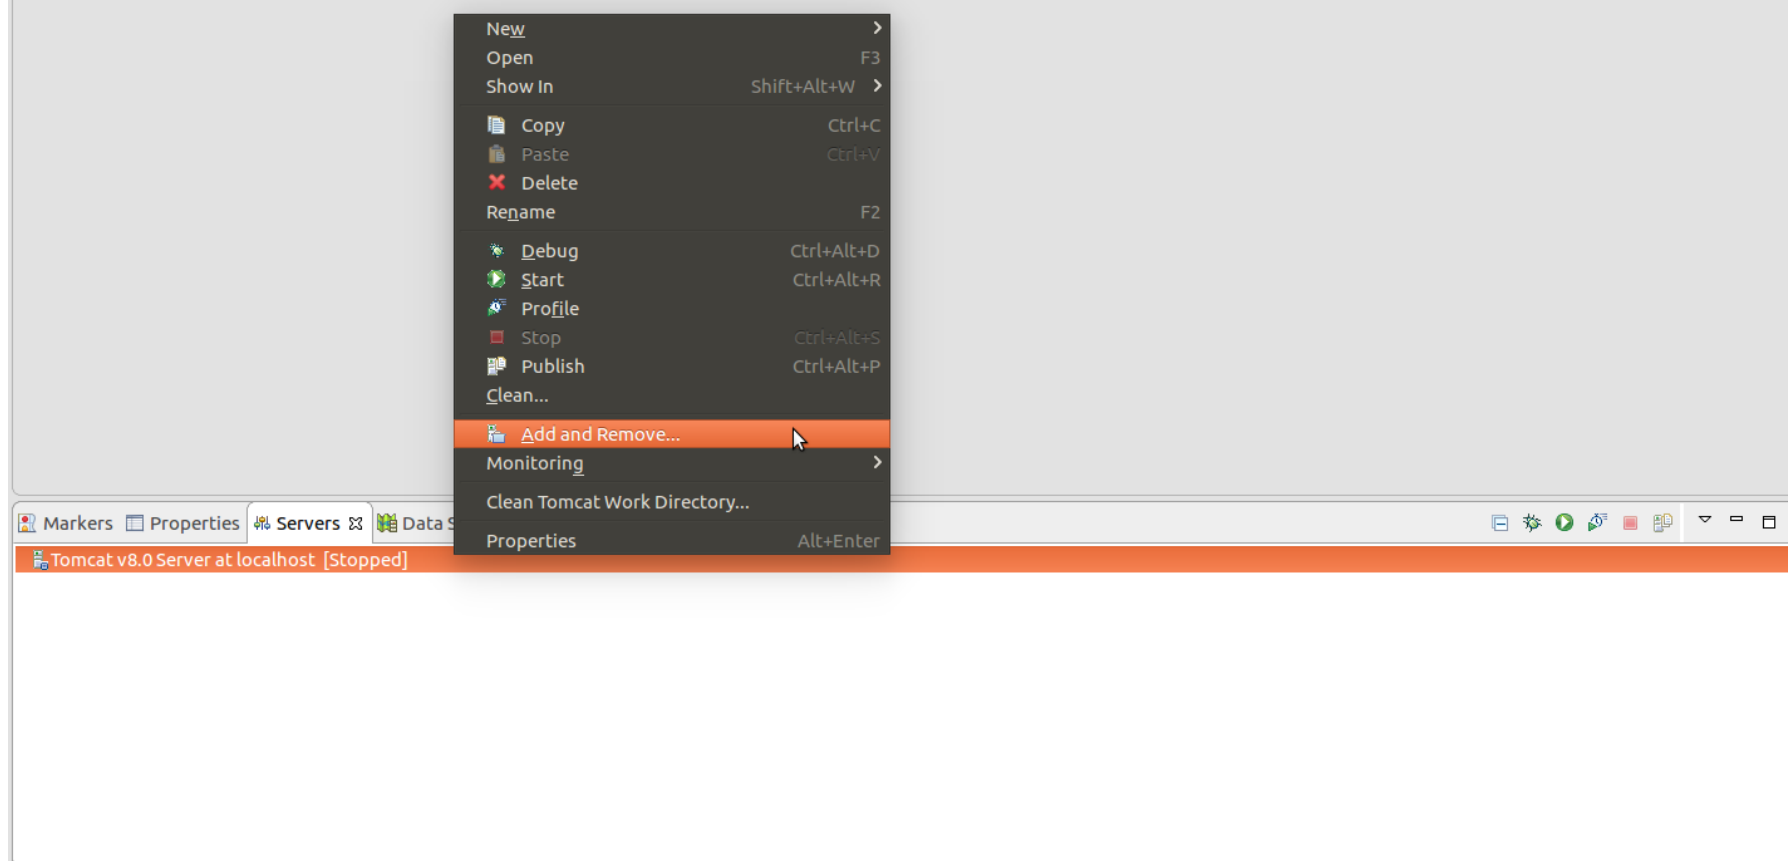 New
Open F3
Show In Shift+Alt+W
Copy Ctrl+C
Paste Ctrl+V
Delete
Rename F2
Debug Ctrl+Alt+D
Start Ctrl+Alt+R
Profile
Stop Ctrl+Alt+S
Publish Ctrl+Alt+P
Clean...
Add and Remove...
Monitoring
Clean Tomcat Work Directory...
Properties Alt+Enter
Markers Properties Servers Data S
Tomcat v8.0 Server at localhost [Stopped]